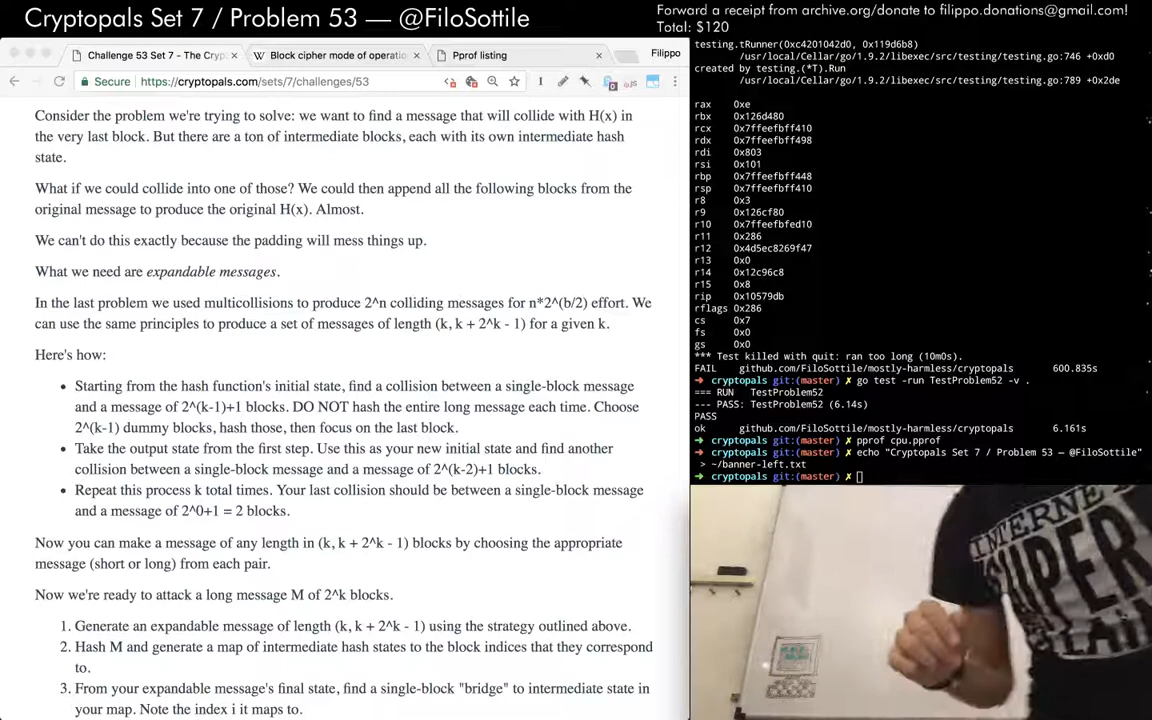 Cryptopals Set 7 / Problem 53 — @FiloSottile
Forward a receipt from archive.org/donate to filippo.donations@gmail.com!
Total: $120
Challenge 53 Set 7 - The Cryp
Block cipher mode of operatio
Pprof listing
Filippo
Secure
https://cryptopals.com/sets/7/challenges/53
Consider the problem we're trying to solve: we want to find a message that will collide with H(x) in
the very last block. But there are a ton of intermediate blocks, each with its own intermediate hash
state.
What if we could collide into one of those? We could then append all the following blocks from the
original message to produce the original H(x). Almost.
We can't do this exactly because the padding will mess things up.
What we need are expandable messages.
In the last problem we used multicollisions to produce 2^n colliding messages for n*2^(b/2) effort. We
can use the same principles to produce a set of messages of length (k, k + 2^k - 1) for a given k.
Here's how:
• Starting from the hash function's initial state, find a collision between a single-block message
and a message of 2^(k-1)+1 blocks. DO NOT hash the entire long message each time. Choose
2^(k-1) dummy blocks, hash those, then focus on the last block.
• Take the output state from the first step. Use this as your new initial state and find another
collision between a single-block message and a message of 2^(k-2)+1 blocks.
• Repeat this process k total times. Your last collision should be between a single-block message
and a message of 2^0+1 = 2 blocks.
Now you can make a message of any length in (k, k + 2^k - 1) blocks by choosing the appropriate
message (short or long) from each pair.
Now we're ready to attack a long message M of 2^k blocks.
1. Generate an expandable message of length (k, k + 2^k - 1) using the strategy outlined above.
2. Hash M and generate a map of intermediate hash states to the block indices that they correspond
to.
3. From your expandable message's final state, find a single-block "bridge" to intermediate state in
your map. Note the index i it maps to.
testing.tRunner(0xc4201042d0, 0x119d6b8)
/usr/local/Cellar/go/1.9.2/libexec/src/testing/testing.go:746 +0xd0
created by testing.(*T).Run
/usr/local/Cellar/go/1.9.2/libexec/src/testing/testing.go:789 +0x2de
rax 0xe
rbx 0x126d480
rcx 0x7ffeefbff410
rdx 0x7ffeefbff498
rdi 0x803
rsi 0x101
rbp 0x7ffeefbff448
rsp 0x7ffeefbff410
r8 0x3
r9 0x126cf80
r10 0x7ffeefbfed10
r11 0x286
r12 0x4d5ec8269f47
r13 0x0
r14 0x12c96c8
r15 0x8
rip 0x10579db
rflags 0x286
cs 0x7
fs 0x0
gs 0x0
*** Test killed with quit: ran too long (10m0s).
FAIL github.com/FiloSottile/mostly-harmless/cryptopals 600.835s
➜ cryptopals git:(master) ✗ go test -run TestProblem52 -v .
=== RUN TestProblem52
--- PASS: TestProblem52 (6.14s)
PASS
ok github.com/FiloSottile/mostly-harmless/cryptopals 6.161s
➜ cryptopals git:(master) ✗ pprof cpu.pprof
➜ cryptopals git:(master) ✗ echo "Cryptopals Set 7 / Problem 53 — @FiloSottile"
> ~/banner-left.txt
➜ cryptopals git:(master) ✗
INTERNE
SUPER